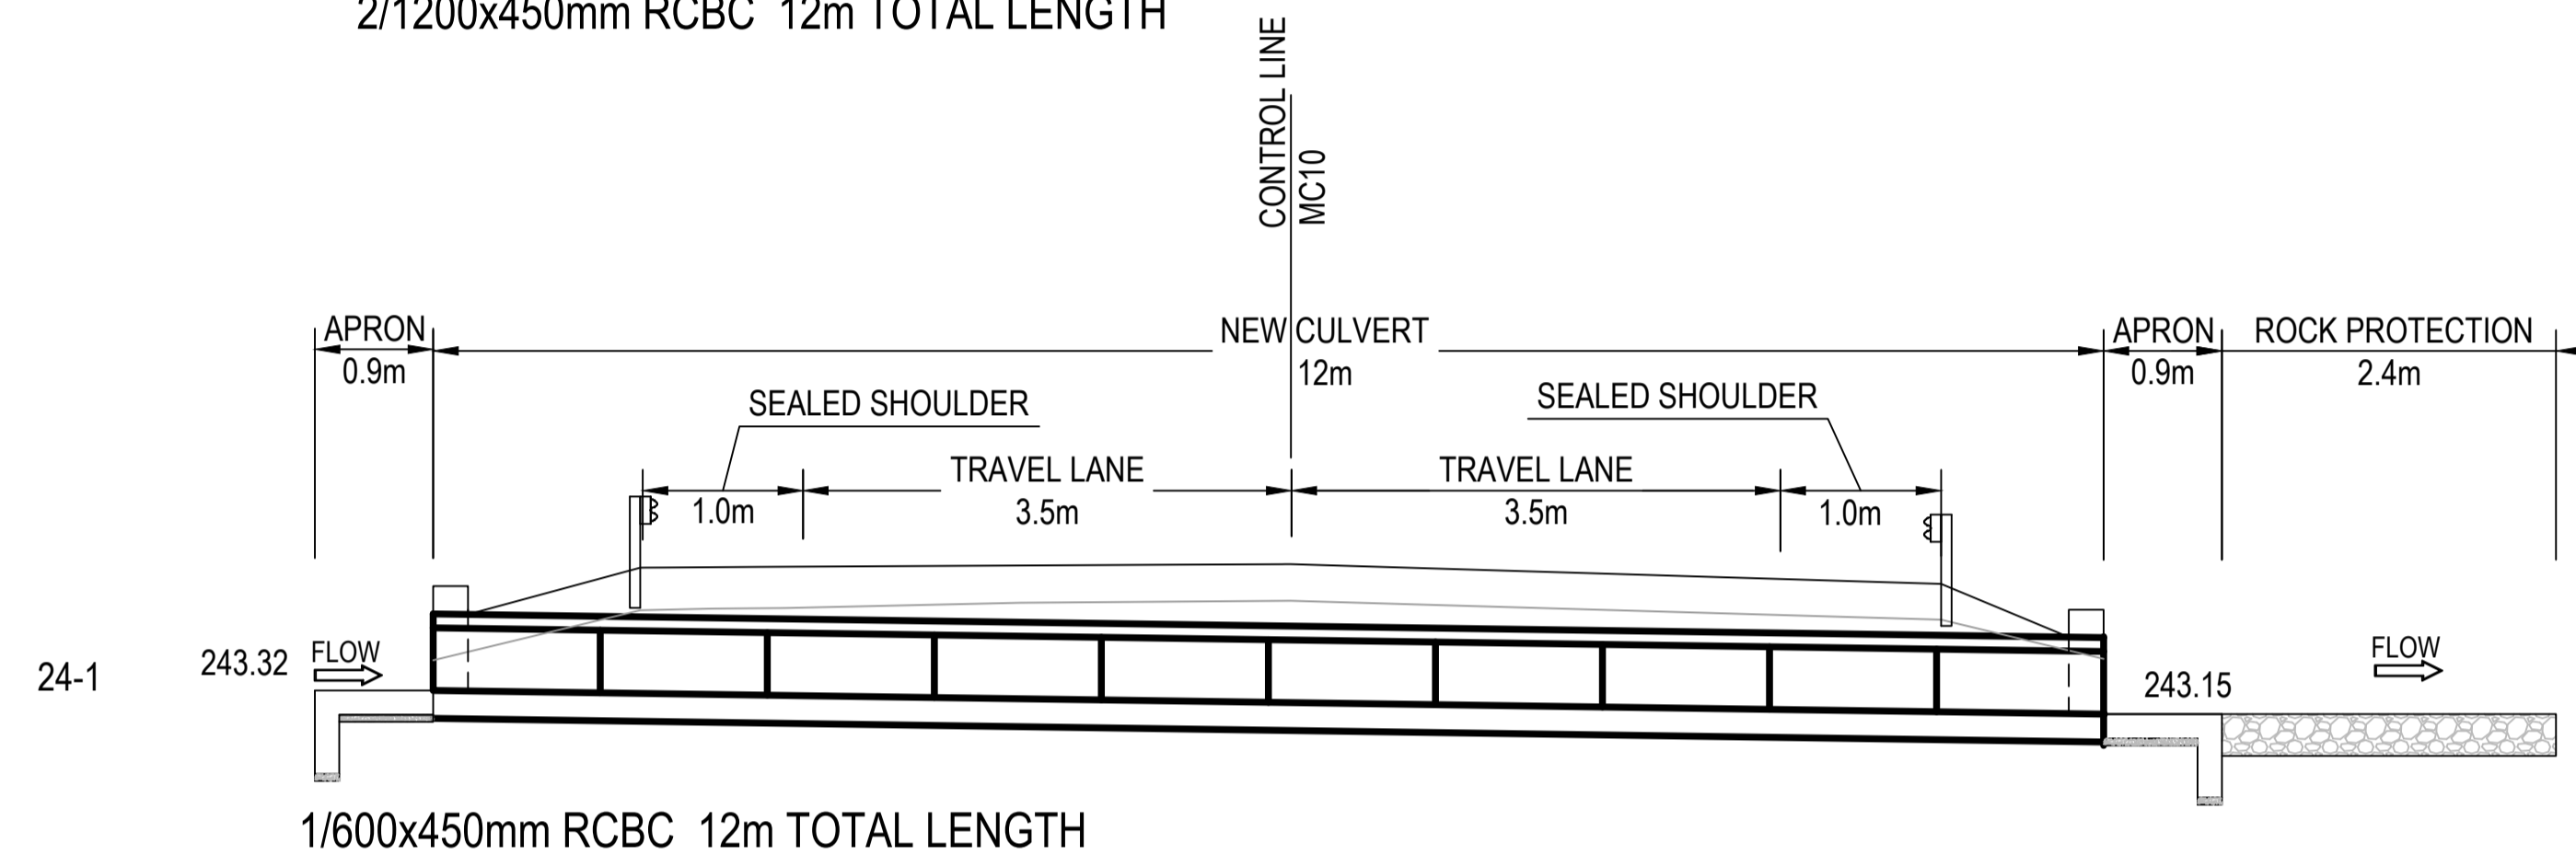 2/1200x450mm RCBC 12m TOTAL LENGTH
CONTROL LINE
MC10
APRON
0.9m
NEW CULVERT
12m
APRON
0.9m
ROCK PROTECTION
2.4m
SEALED SHOULDER
SEALED SHOULDER
1.0m
TRAVEL LANE
3.5m
TRAVEL LANE
3.5m
1.0m
24-1
243.32
FLOW
243.15
FLOW
1/600x450mm RCBC 12m TOTAL LENGTH